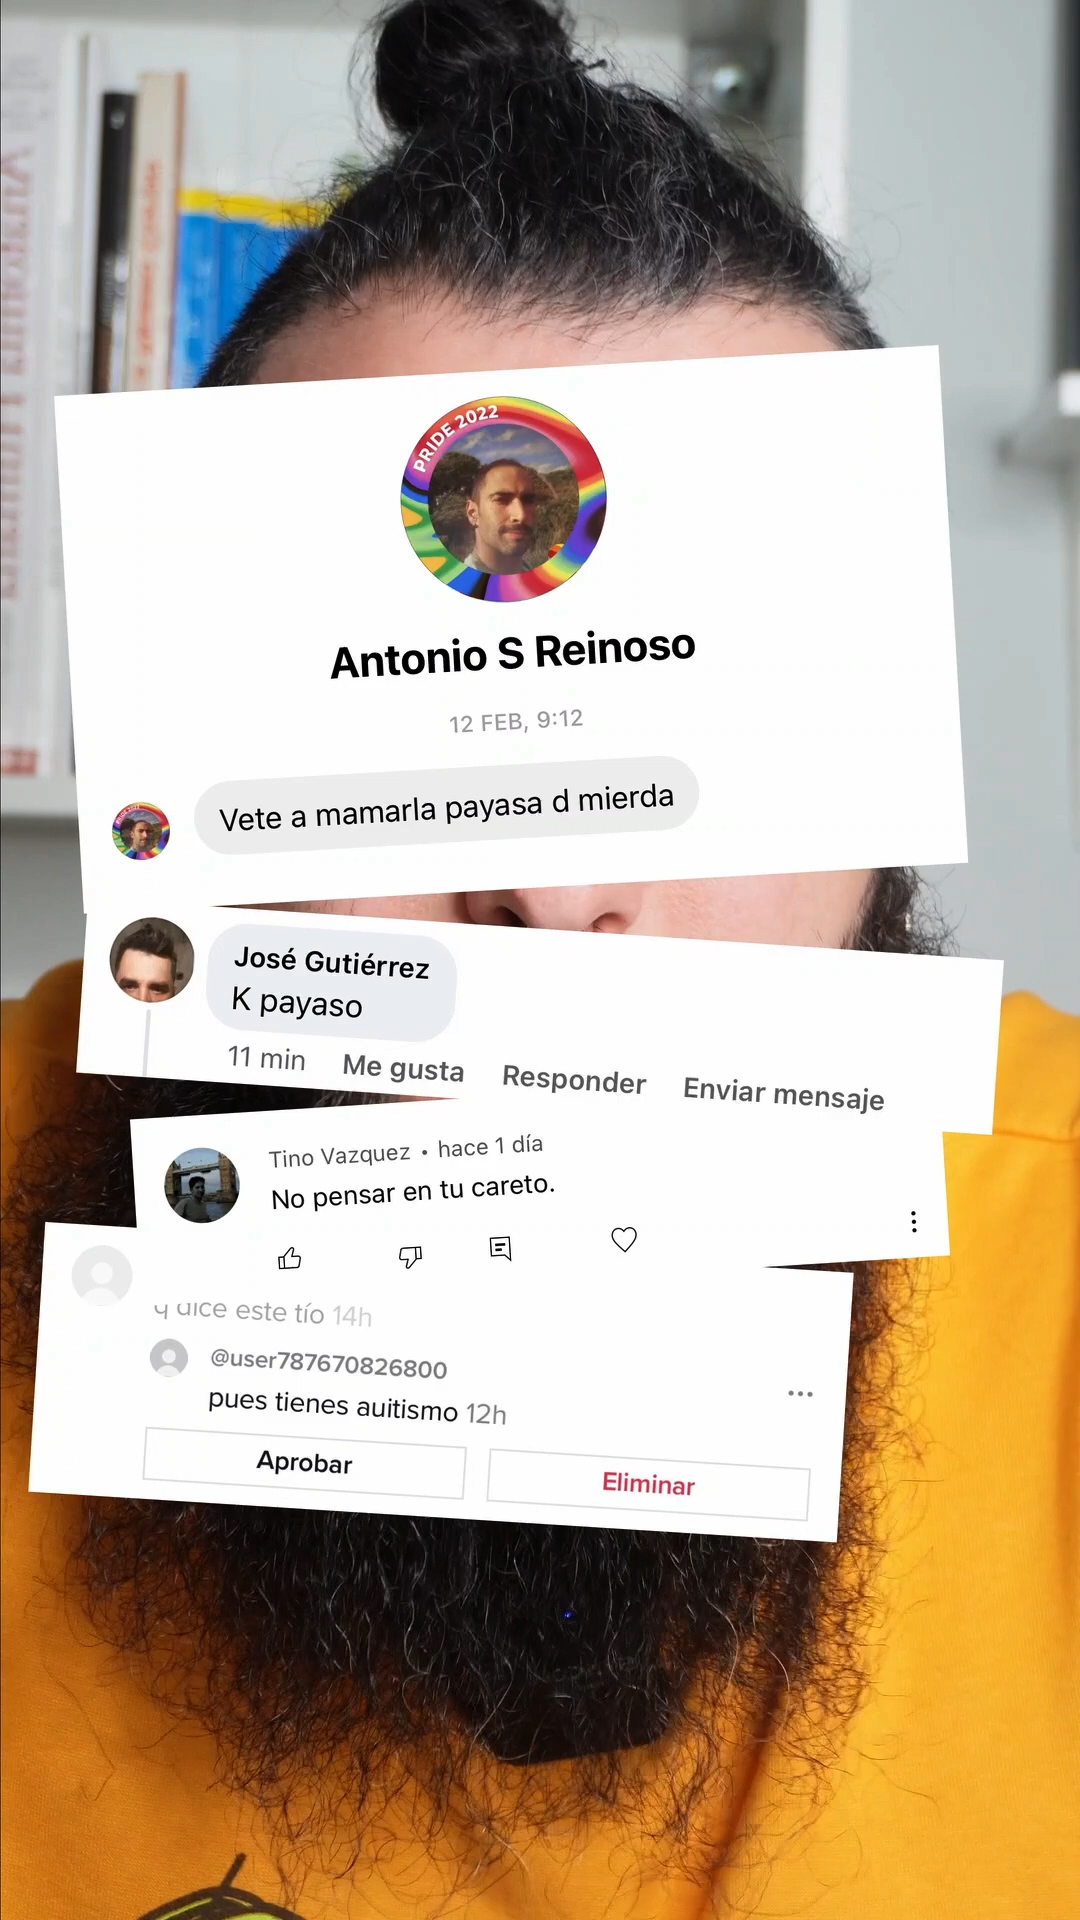 PRIDE 2022
Antonio S Reinoso
12 FEB, 9:12
Vete a mamarla payasa d mierda
José Gutiérrez
K payaso
11 min Me gusta Responder Enviar mensaje
Tino Vazquez • hace 1 día
No pensar en tu careto.
q dice este tío 14h
@user787670826800
pues tienes auitismo 12h
Aprobar Eliminar